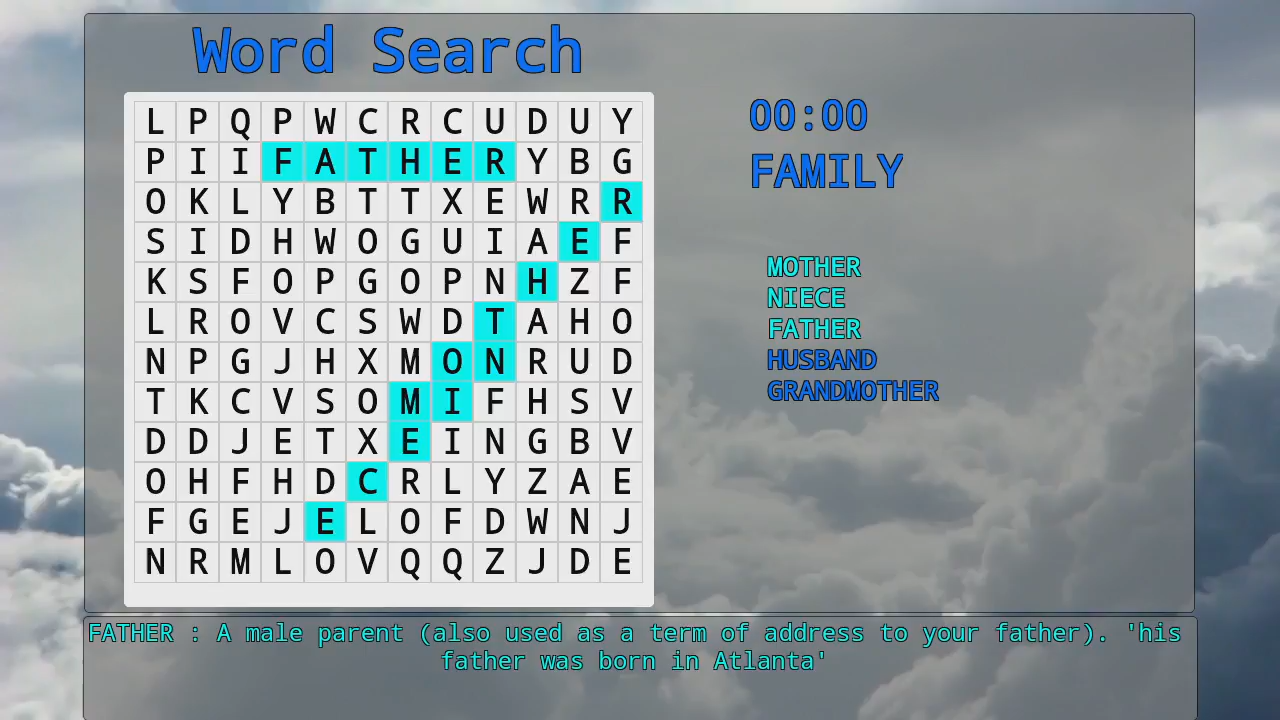 Word Search
L P Q P W C R C U D U Y
P I I F A T H E R Y B G
O K L Y B T T X E W R R
S I D H W O G U I A E F
K S F O P G O P N H Z F
L R O V C S W D T A H O
N P G J H X M O N R U D
T K C V S O M I F H S V
D D J E T X E I N G B V
O H F H D C R L Y Z A E
F G E J E L O F D W N J
N R M L O V Q Q Z J D E
00:00
FAMILY
MOTHER
NIECE
FATHER
HUSBAND
GRANDMOTHER
FATHER : A male parent (also used as a term of address to your father). 'his
father was born in Atlanta'